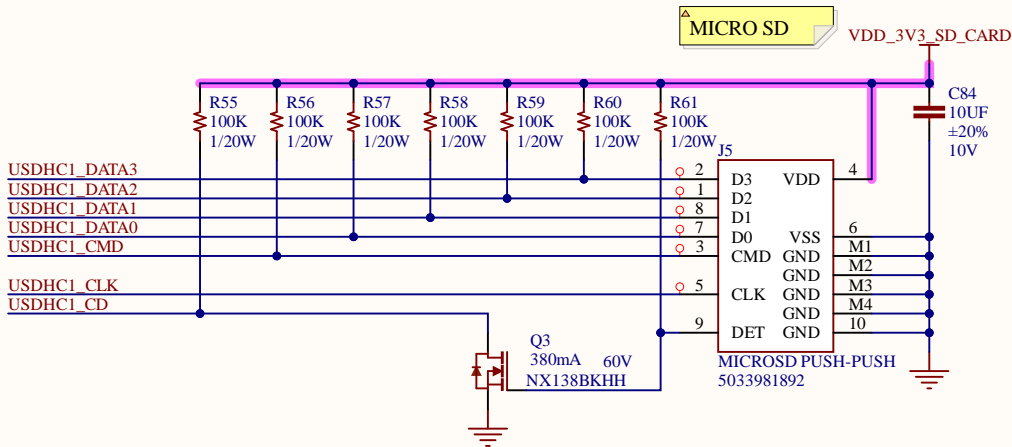 MICRO SD
VDD_3V3_SD_CARD
R55
100K
1/20W
R56
100K
1/20W
R57
100K
1/20W
R58
100K
1/20W
R59
100K
1/20W
R60
100K
1/20W
R61
100K
1/20W
C84
10UF
±20%
10V
J5
USDHC1_DATA3 2 D3 VDD 4
USDHC1_DATA2 1 D2
USDHC1_DATA1 8 D1
USDHC1_DATA0 7 D0 VSS 6
USDHC1_CMD 3 CMD GND M1
GND M2
USDHC1_CLK 5 CLK GND M3
USDHC1_CD GND M4
9 DET GND 10
MICROSD PUSH-PUSH
5033981892
Q3
380mA 60V
NX138BKHH